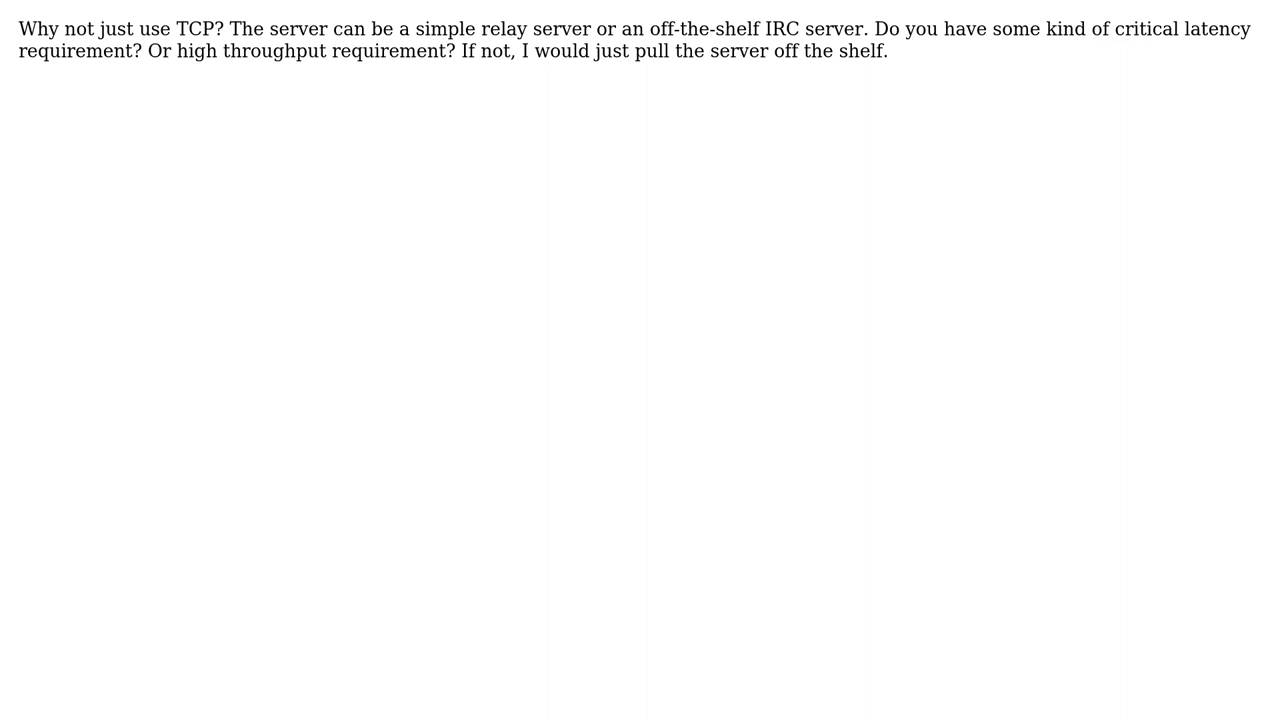 Why not just use TCP? The server can be a simple relay server or an off-the-shelf IRC server. Do you have some kind of critical latency
requirement? Or high throughput requirement? If not, I would just pull the server off the shelf.